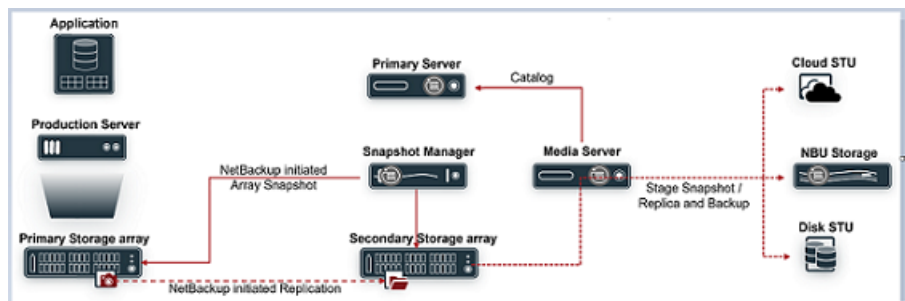 Application
Primary Server
Cloud STU
Catalog
Production Server
Snapshot Manager
Media Server
NBU Storage
NetBackup initiated
Array Snapshot
Stage Snapshot /
Replica and Backup
Primary Storage array
Secondary Storage array
Disk STU
NetBackup initiated Replication